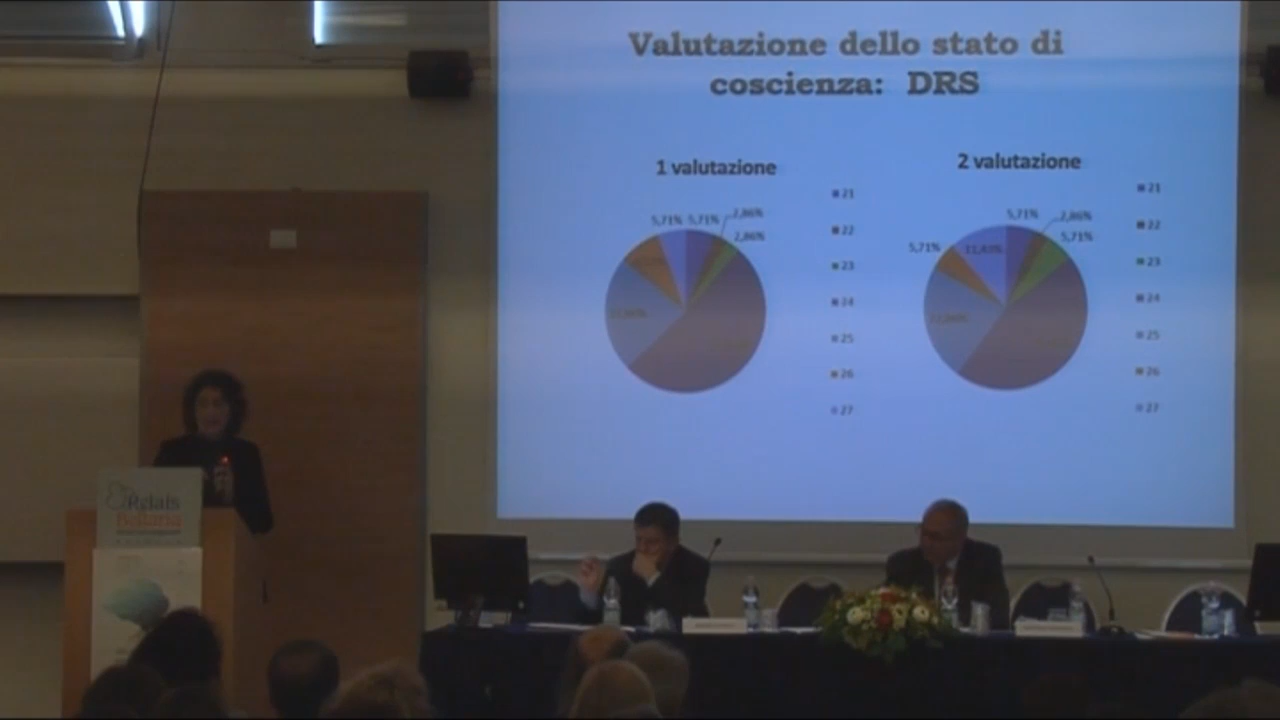 Valutazione dello stato di
coscienza: DRS
1 valutazione
5,71% 5,71% 2,86%
2,86%
21
22
23
24
25
26
27
2 valutazione
5,71% 2,86%
5,71% 5,71%
21
22
23
24
25
26
27
Relais
Bellaria